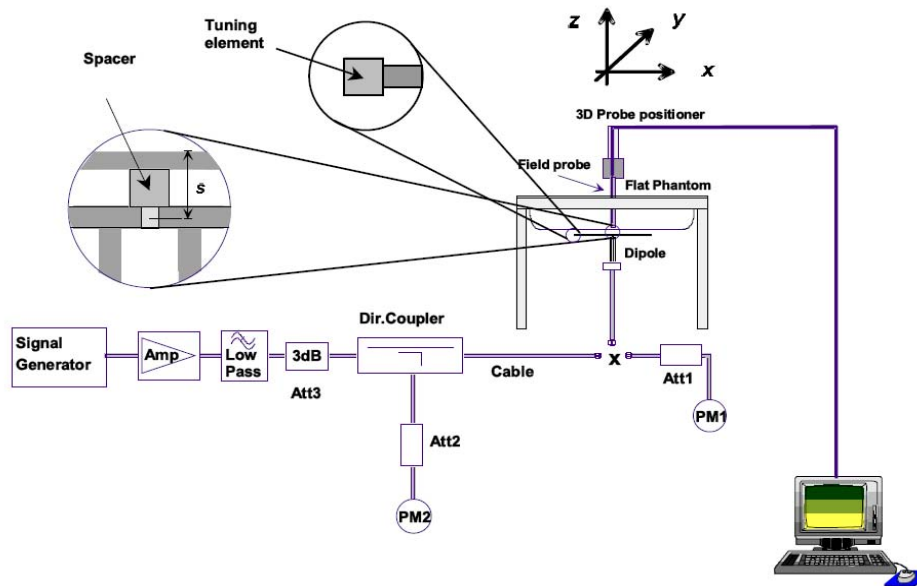 Tuning
element
z
y
x
Spacer
3D Probe positioner
Field probe
Flat Phantom
s
Dipole
Dir.Coupler
Signal
Generator
Amp
Low
Pass
3dB
Att3
Cable
x
Att1
PM1
Att2
PM2